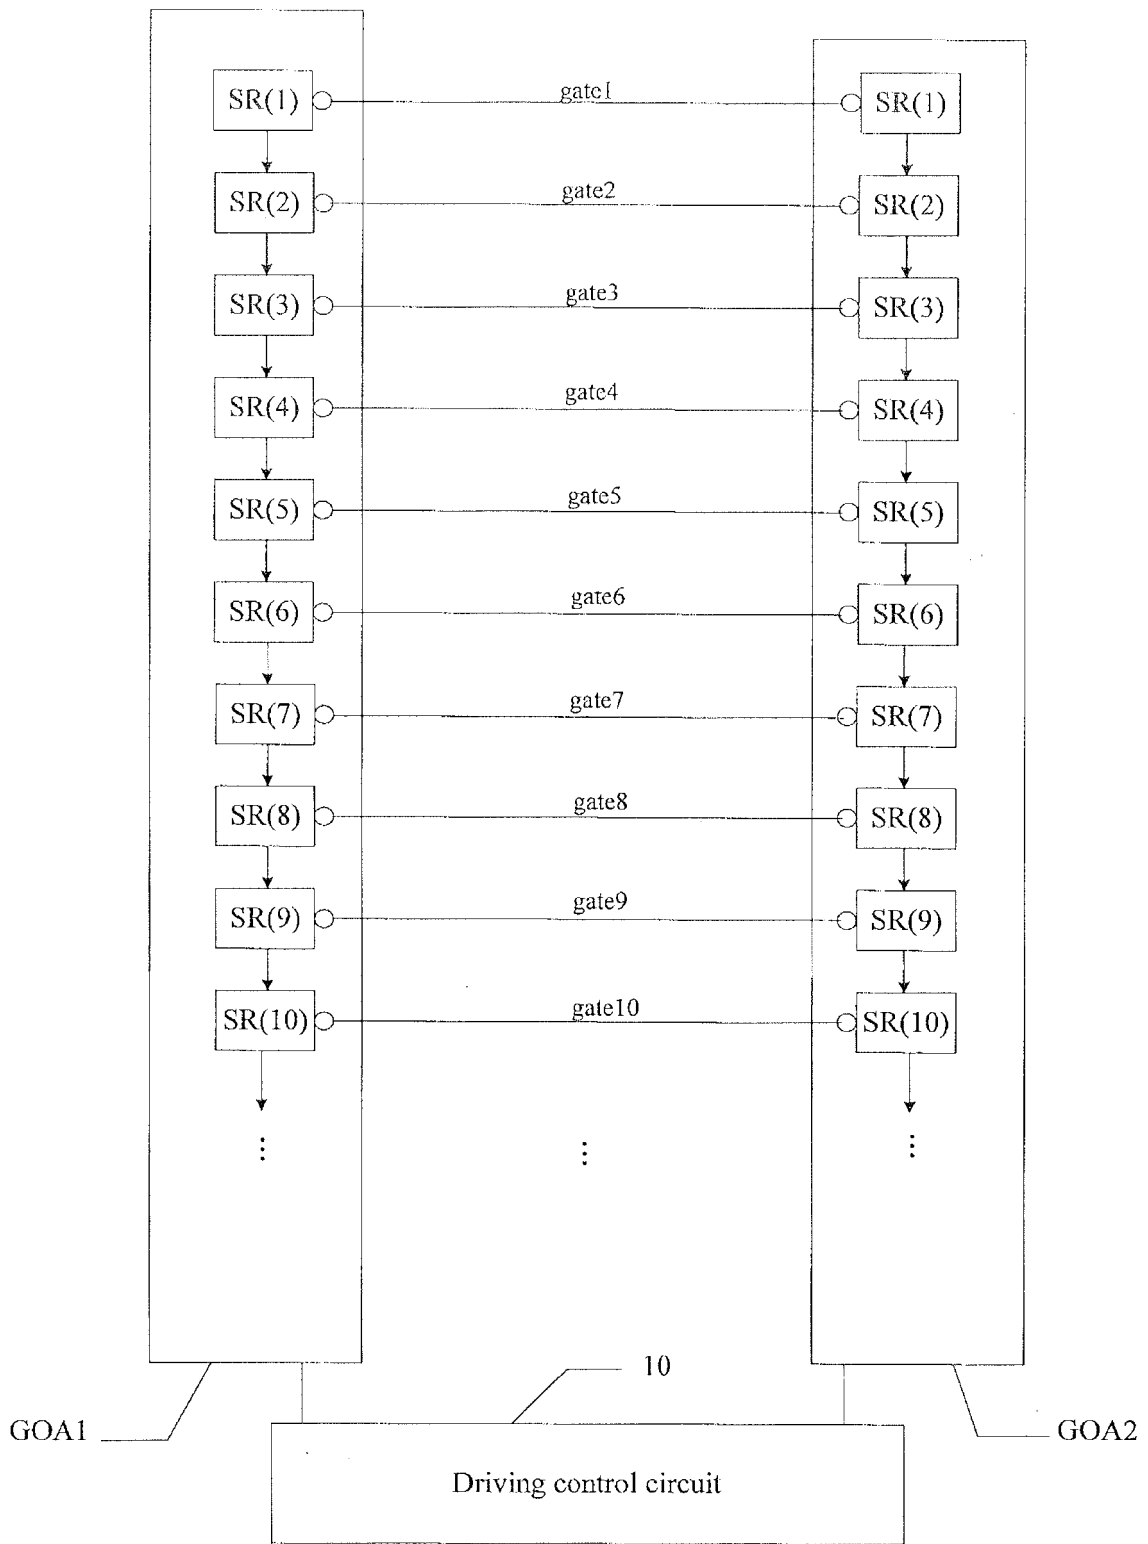 SR(1) gate1 SR(1)
SR(2) gate2 SR(2)
SR(3) gate3 SR(3)
SR(4) gate4 SR(4)
SR(5) gate5 SR(5)
SR(6) gate6 SR(6)
SR(7) gate7 SR(7)
SR(8) gate8 SR(8)
SR(9) gate9 SR(9)
SR(10) gate10 SR(10)
⋮ ⋮ ⋮
10
GOA1 GOA2
Driving control circuit